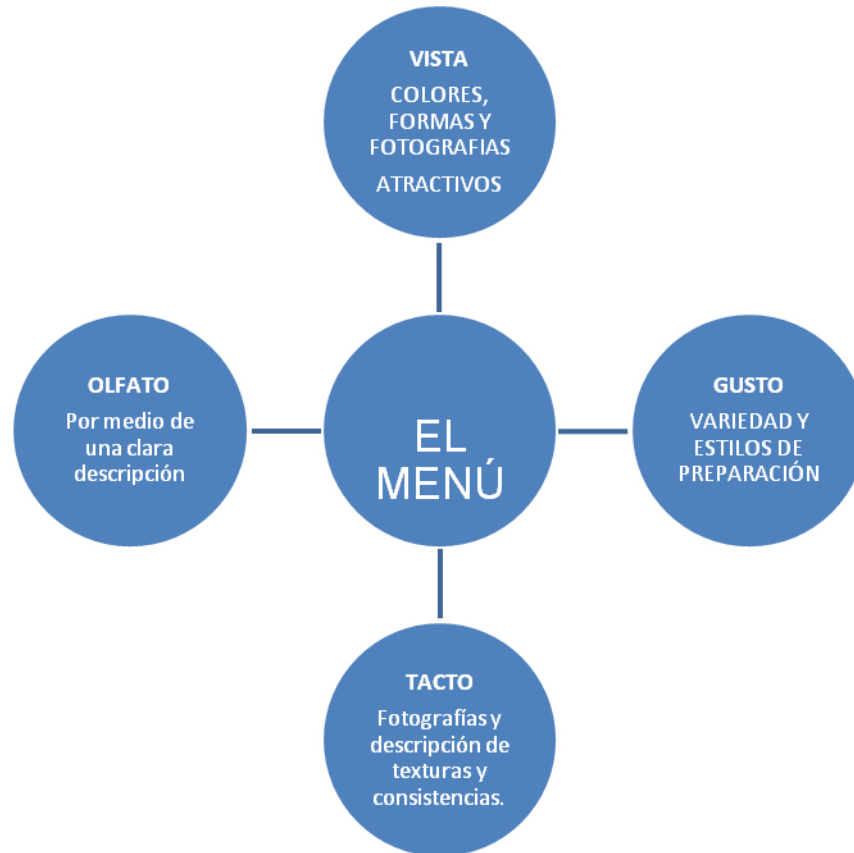 VISTA
COLORES,
FORMAS Y
FOTOGRAFIAS
ATRACTIVOS
OLFATO
Por medio de
una clara
descripción
EL
MENÚ
GUSTO
VARIEDAD Y
ESTILOS DE
PREPARACIÓN
TACTO
Fotografías y
descripción de
texturas y
consistencias.